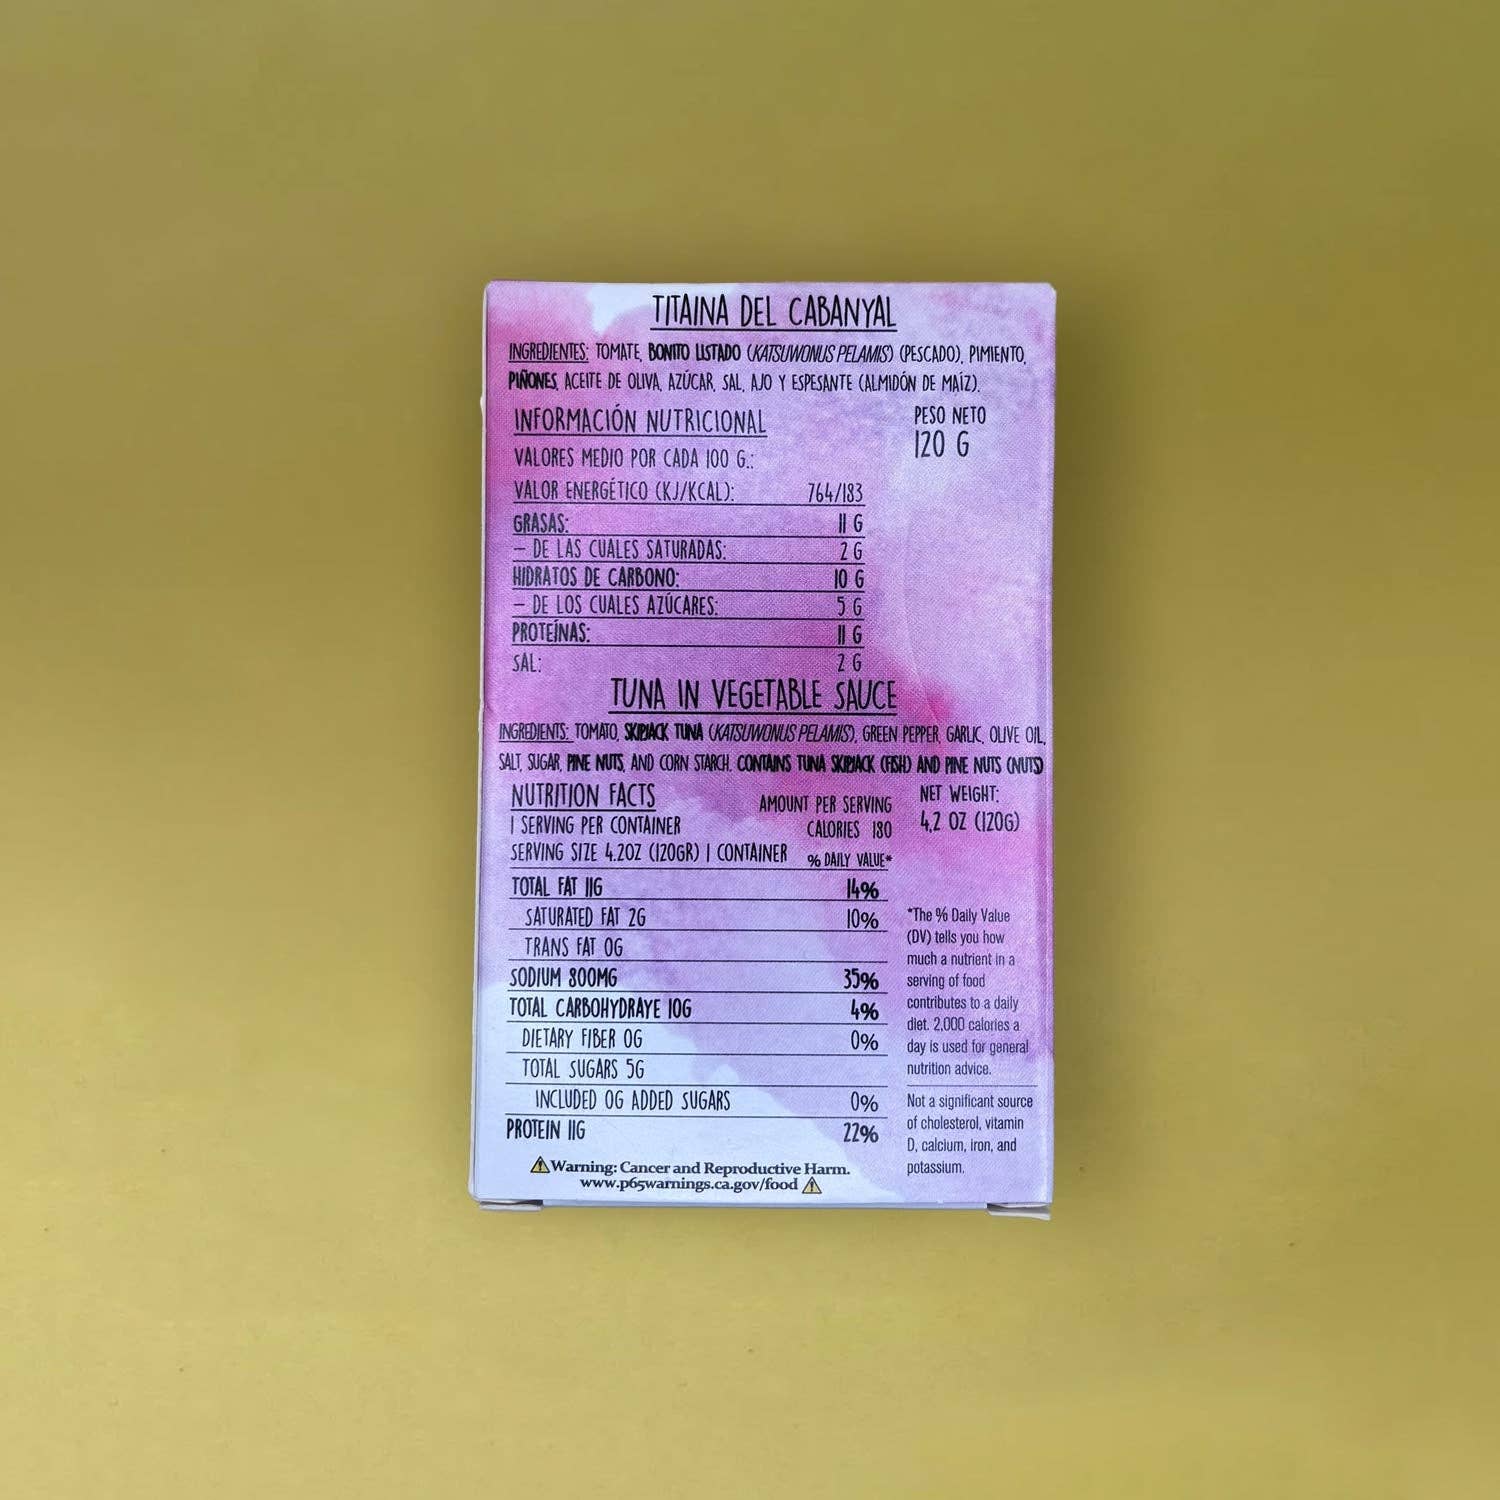 TITAINA DEL CABANYAL
INGREDIENTES: TOMATE, BONITO LISTADO (KATSUWONUS PELAMIS) (PESCADO), PIMIENTO,
PIÑONES, ACEITE DE OLIVA, AZÚCAR, SAL, AJO Y ESPESANTE (ALMIDÓN DE MAÍZ).
INFORMACIÓN NUTRICIONAL
VALORES MEDIO POR CADA 100 G.:
PESO NETO
120 G
VALOR ENERGÉTICO (KJ/KCAL): 764/183
GRASAS: 11 G
– DE LAS CUALES SATURADAS: 2 G
HIDRATOS DE CARBONO: 10 G
– DE LOS CUALES AZÚCARES: 5 G
PROTEÍNAS: 11 G
SAL: 2 G
TUNA IN VEGETABLE SAUCE
INGREDIENTS: TOMATO, SKIPJACK TUNA (KATSUWONUS PELAMIS), GREEN PEPPER, GARLIC, OLIVE OIL,
SALT, SUGAR, PINE NUTS, AND CORN STARCH. CONTAINS TUNA SKIPJACK (FISH) AND PINE NUTS (NUTS)
NUTRITION FACTS
1 SERVING PER CONTAINER
SERVING SIZE 4.2OZ (120GR) 1 CONTAINER
AMOUNT PER SERVING
CALORIES 180
% DAILY VALUE*
NET WEIGHT:
4,2 OZ (120G)
TOTAL FAT 11G 14%
SATURATED FAT 2G 10%
TRANS FAT 0G
SODIUM 800MG 35%
TOTAL CARBOHYDRAYE 10G 4%
DIETARY FIBER 0G 0%
TOTAL SUGARS 5G
INCLUDED 0G ADDED SUGARS 0%
PROTEIN 11G 22%
*The % Daily Value
(DV) tells you how
much a nutrient in a
serving of food
contributes to a daily
diet. 2,000 calories a
day is used for general
nutrition advice.
Not a significant source
of cholesterol, vitamin
D, calcium, iron, and
potassium.
Warning: Cancer and Reproductive Harm.
www.p65warnings.ca.gov/food